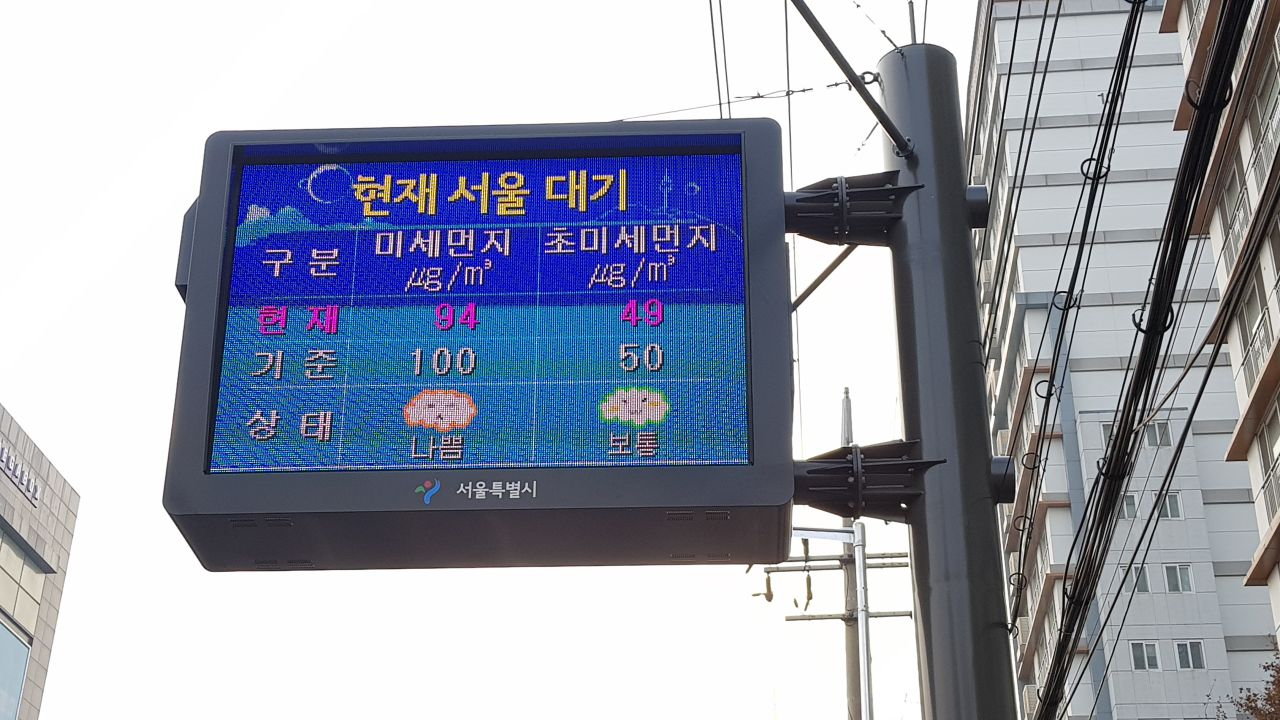 현재 서울 대기
구분 미세먼지 ㎍/㎥ 초미세먼지 ㎍/㎥
현재 94 49
기준 100 50
상태 나쁨 보통
서울특별시